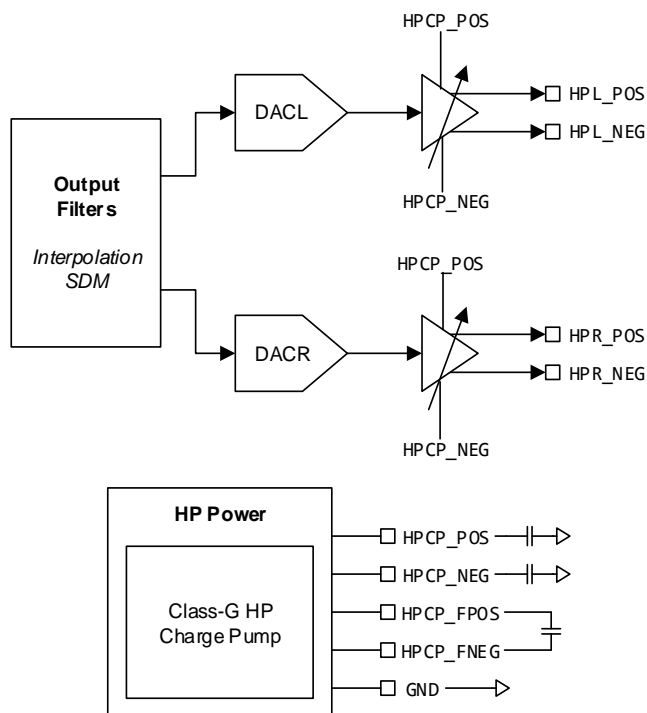 HPCP_POS
DACL
HPL_POS
HPL_NEG
Output
Filters
Interpolation
SDM
HPCP_NEG
HPCP_POS
DACR
HPR_POS
HPR_NEG
HPCP_NEG
HP Power
HPCP_POS
HPCP_NEG
Class-G HP
Charge Pump
HPCP_FPOS
HPCP_FNEG
GND